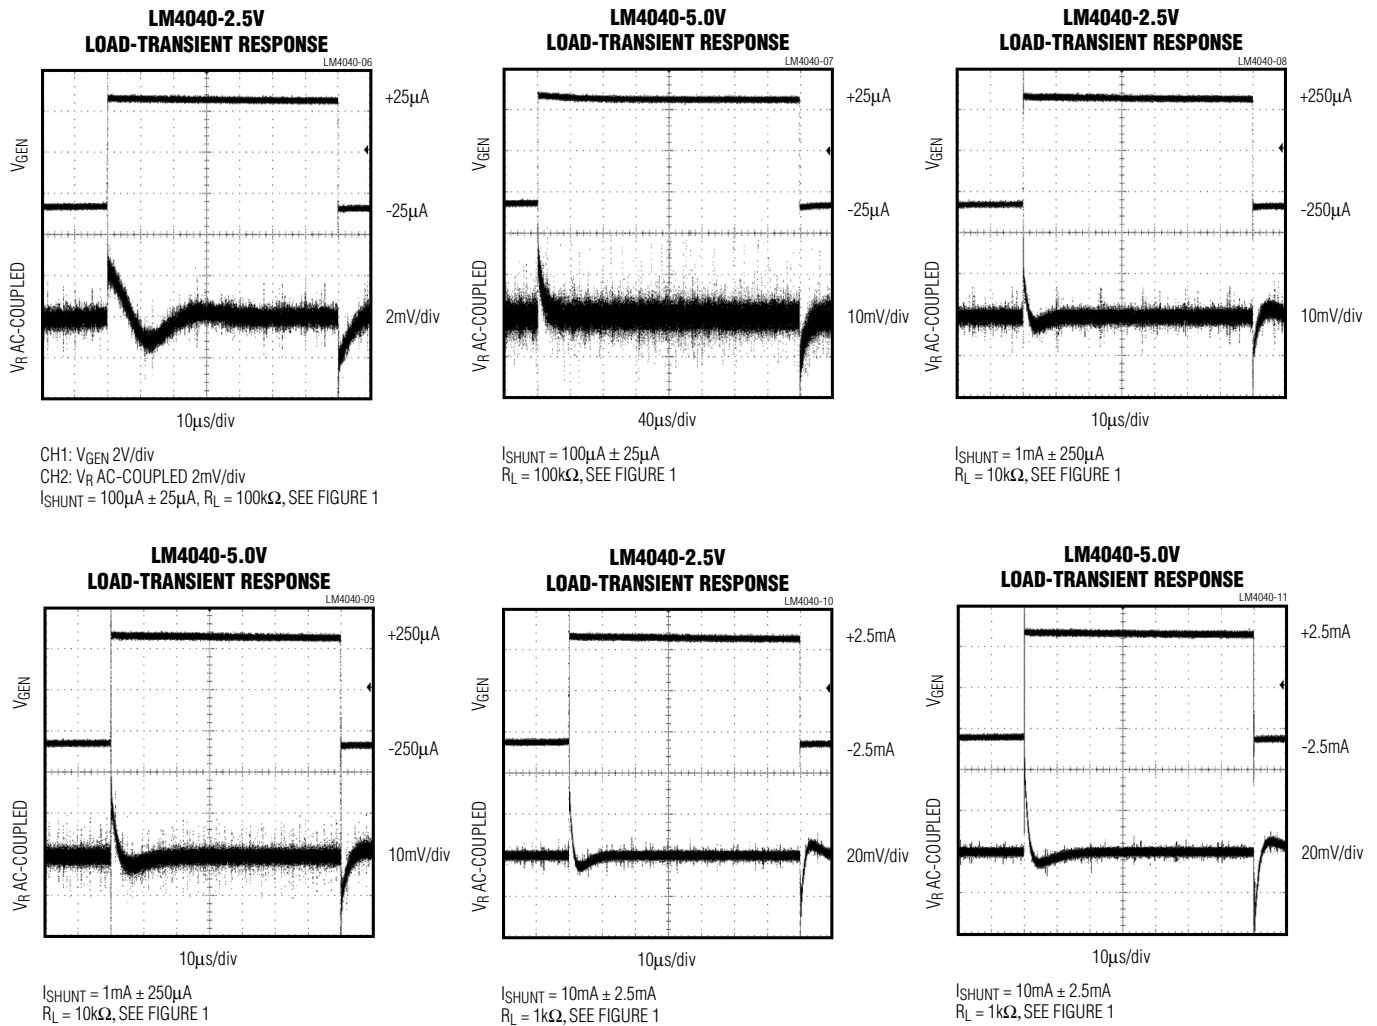 LM4040-2.5V
LOAD-TRANSIENT RESPONSE
LM4040-06
+25µA
VGEN
-25µA
VR AC-COUPLED
2mV/div
10µs/div
CH1: VGEN 2V/div
CH2: VR AC-COUPLED 2mV/div
ISHUNT = 100µA ± 25µA, RL = 100kΩ, SEE FIGURE 1
LM4040-5.0V
LOAD-TRANSIENT RESPONSE
LM4040-07
+25µA
VGEN
-25µA
VR AC-COUPLED
10mV/div
40µs/div
ISHUNT = 100µA ± 25µA
RL = 100kΩ, SEE FIGURE 1
LM4040-2.5V
LOAD-TRANSIENT RESPONSE
LM4040-08
+250µA
VGEN
-250µA
VR AC-COUPLED
10mV/div
10µs/div
ISHUNT = 1mA ± 250µA
RL = 10kΩ, SEE FIGURE 1
LM4040-5.0V
LOAD-TRANSIENT RESPONSE
LM4040-09
+250µA
VGEN
-250µA
VR AC-COUPLED
10mV/div
10µs/div
ISHUNT = 1mA ± 250µA
RL = 10kΩ, SEE FIGURE 1
LM4040-2.5V
LOAD-TRANSIENT RESPONSE
LM4040-10
+2.5mA
VGEN
-2.5mA
VR AC-COUPLED
20mV/div
10µs/div
ISHUNT = 10mA ± 2.5mA
RL = 1kΩ, SEE FIGURE 1
LM4040-5.0V
LOAD-TRANSIENT RESPONSE
LM4040-11
+2.5mA
VGEN
-2.5mA
VR AC-COUPLED
20mV/div
10µs/div
ISHUNT = 10mA ± 2.5mA
RL = 1kΩ, SEE FIGURE 1